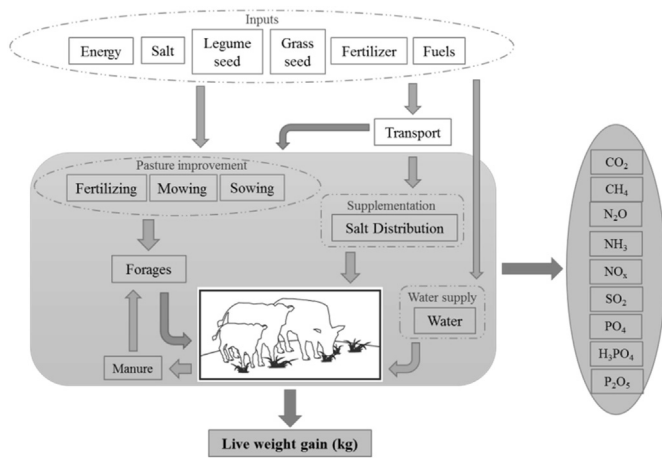 Inputs
Energy
Salt
Legume
seed
Grass
seed
Fertilizer
Fuels
Transport
Pasture improvement
Fertilizing
Mowing
Sowing
Supplementation
Salt Distribution
Forages
Water supply
Water
Manure
Live weight gain (kg)
CO₂
CH₄
N₂O
NH₃
NOₓ
SO₂
PO₄
H₃PO₄
P₂O₅